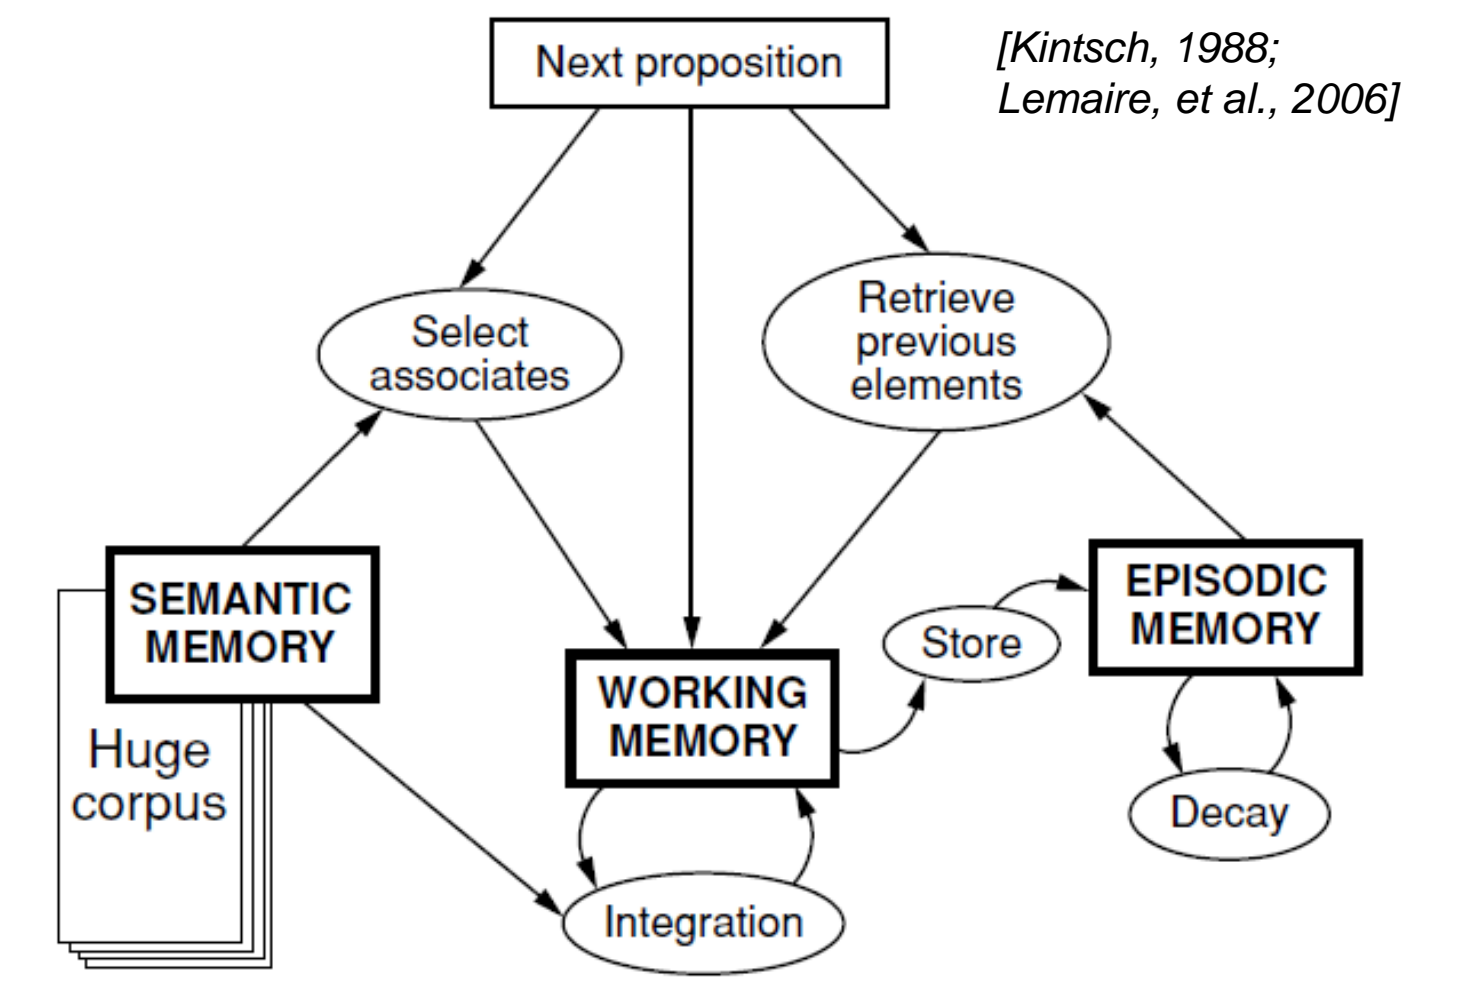 Next proposition
[Kintsch, 1988;
Lemaire, et al., 2006]
Select
associates
Retrieve
previous
elements
SEMANTIC
MEMORY
Huge
corpus
WORKING
MEMORY
Store
EPISODIC
MEMORY
Decay
Integration